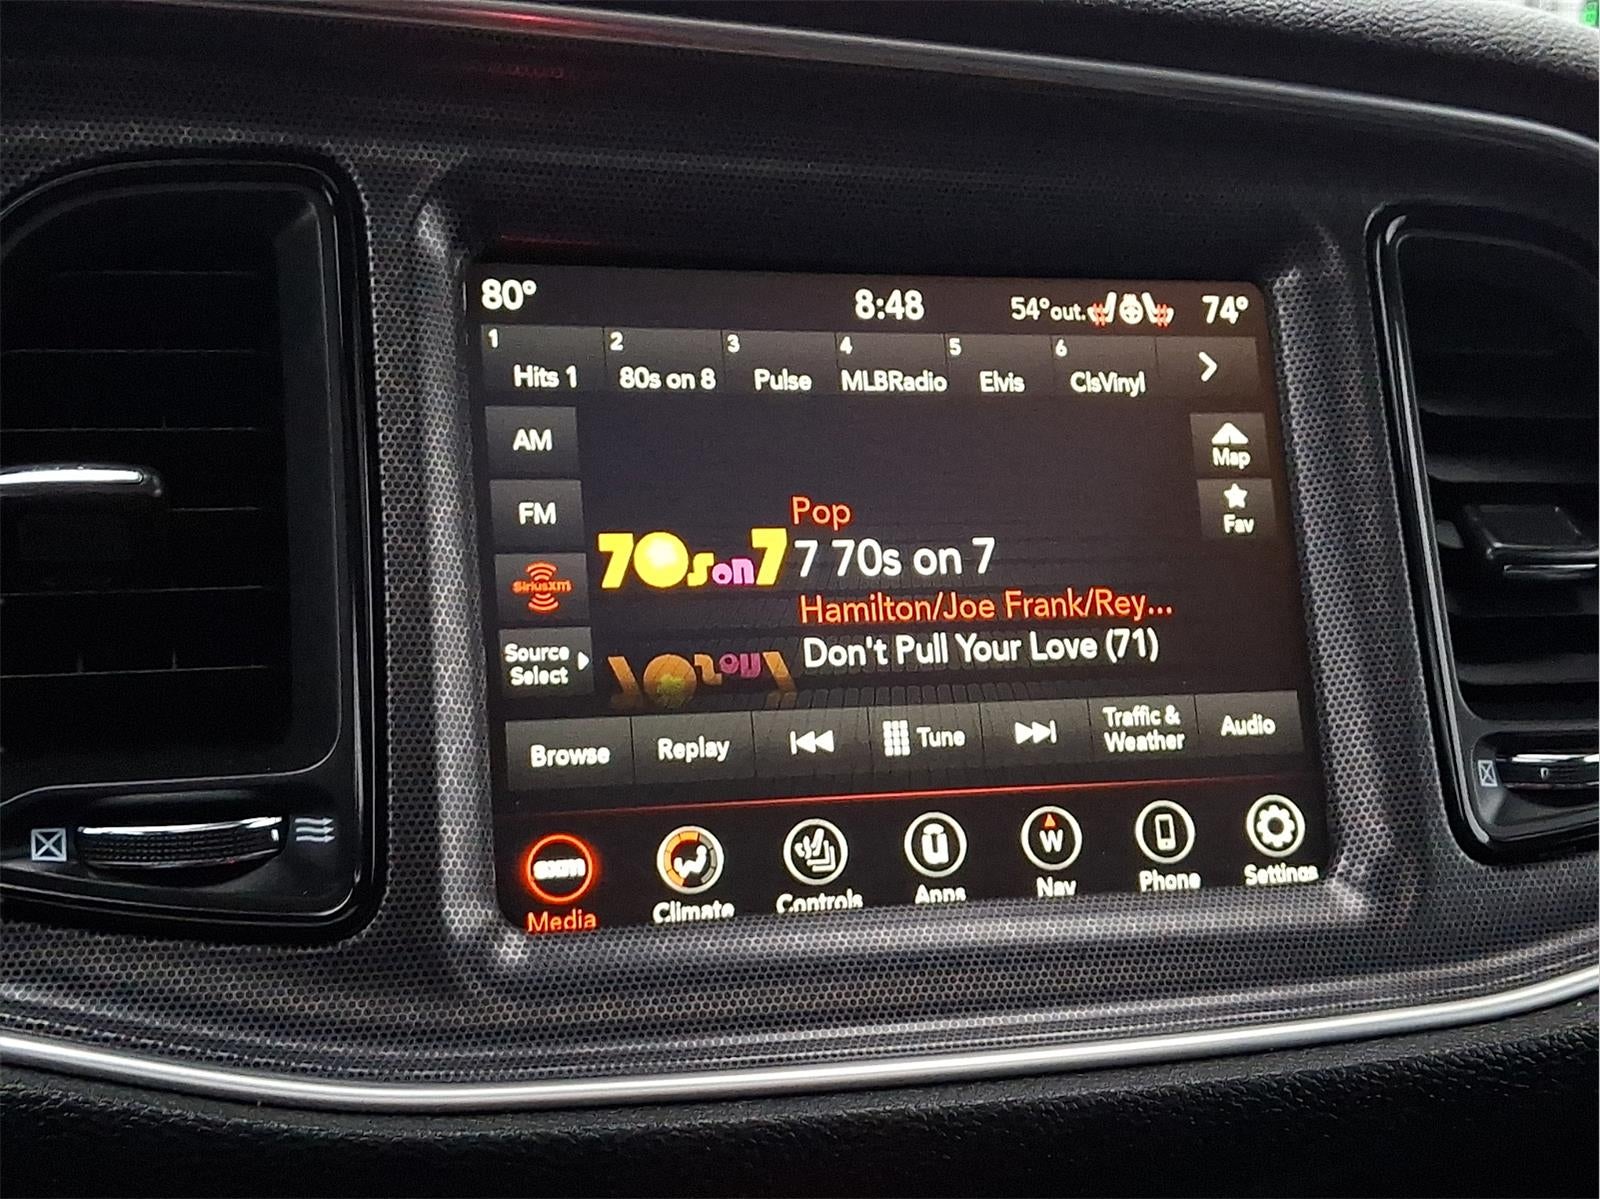 80° 8:48 54°out. 74°
1 2 3 4 5 6
Hits 1 80s on 8 Pulse MLBRadio Elvis ClsVinyl
AM
FM
siriusxm
Source
Select
Map
Fav
Pop
70s on 7
7 70s on 7
Hamilton/Joe Frank/Rey...
Don't Pull Your Love (71)
Browse Replay Tune Traffic &
Weather Audio
sxm
W
Media Climate Controls Apps Nav Phone Settings